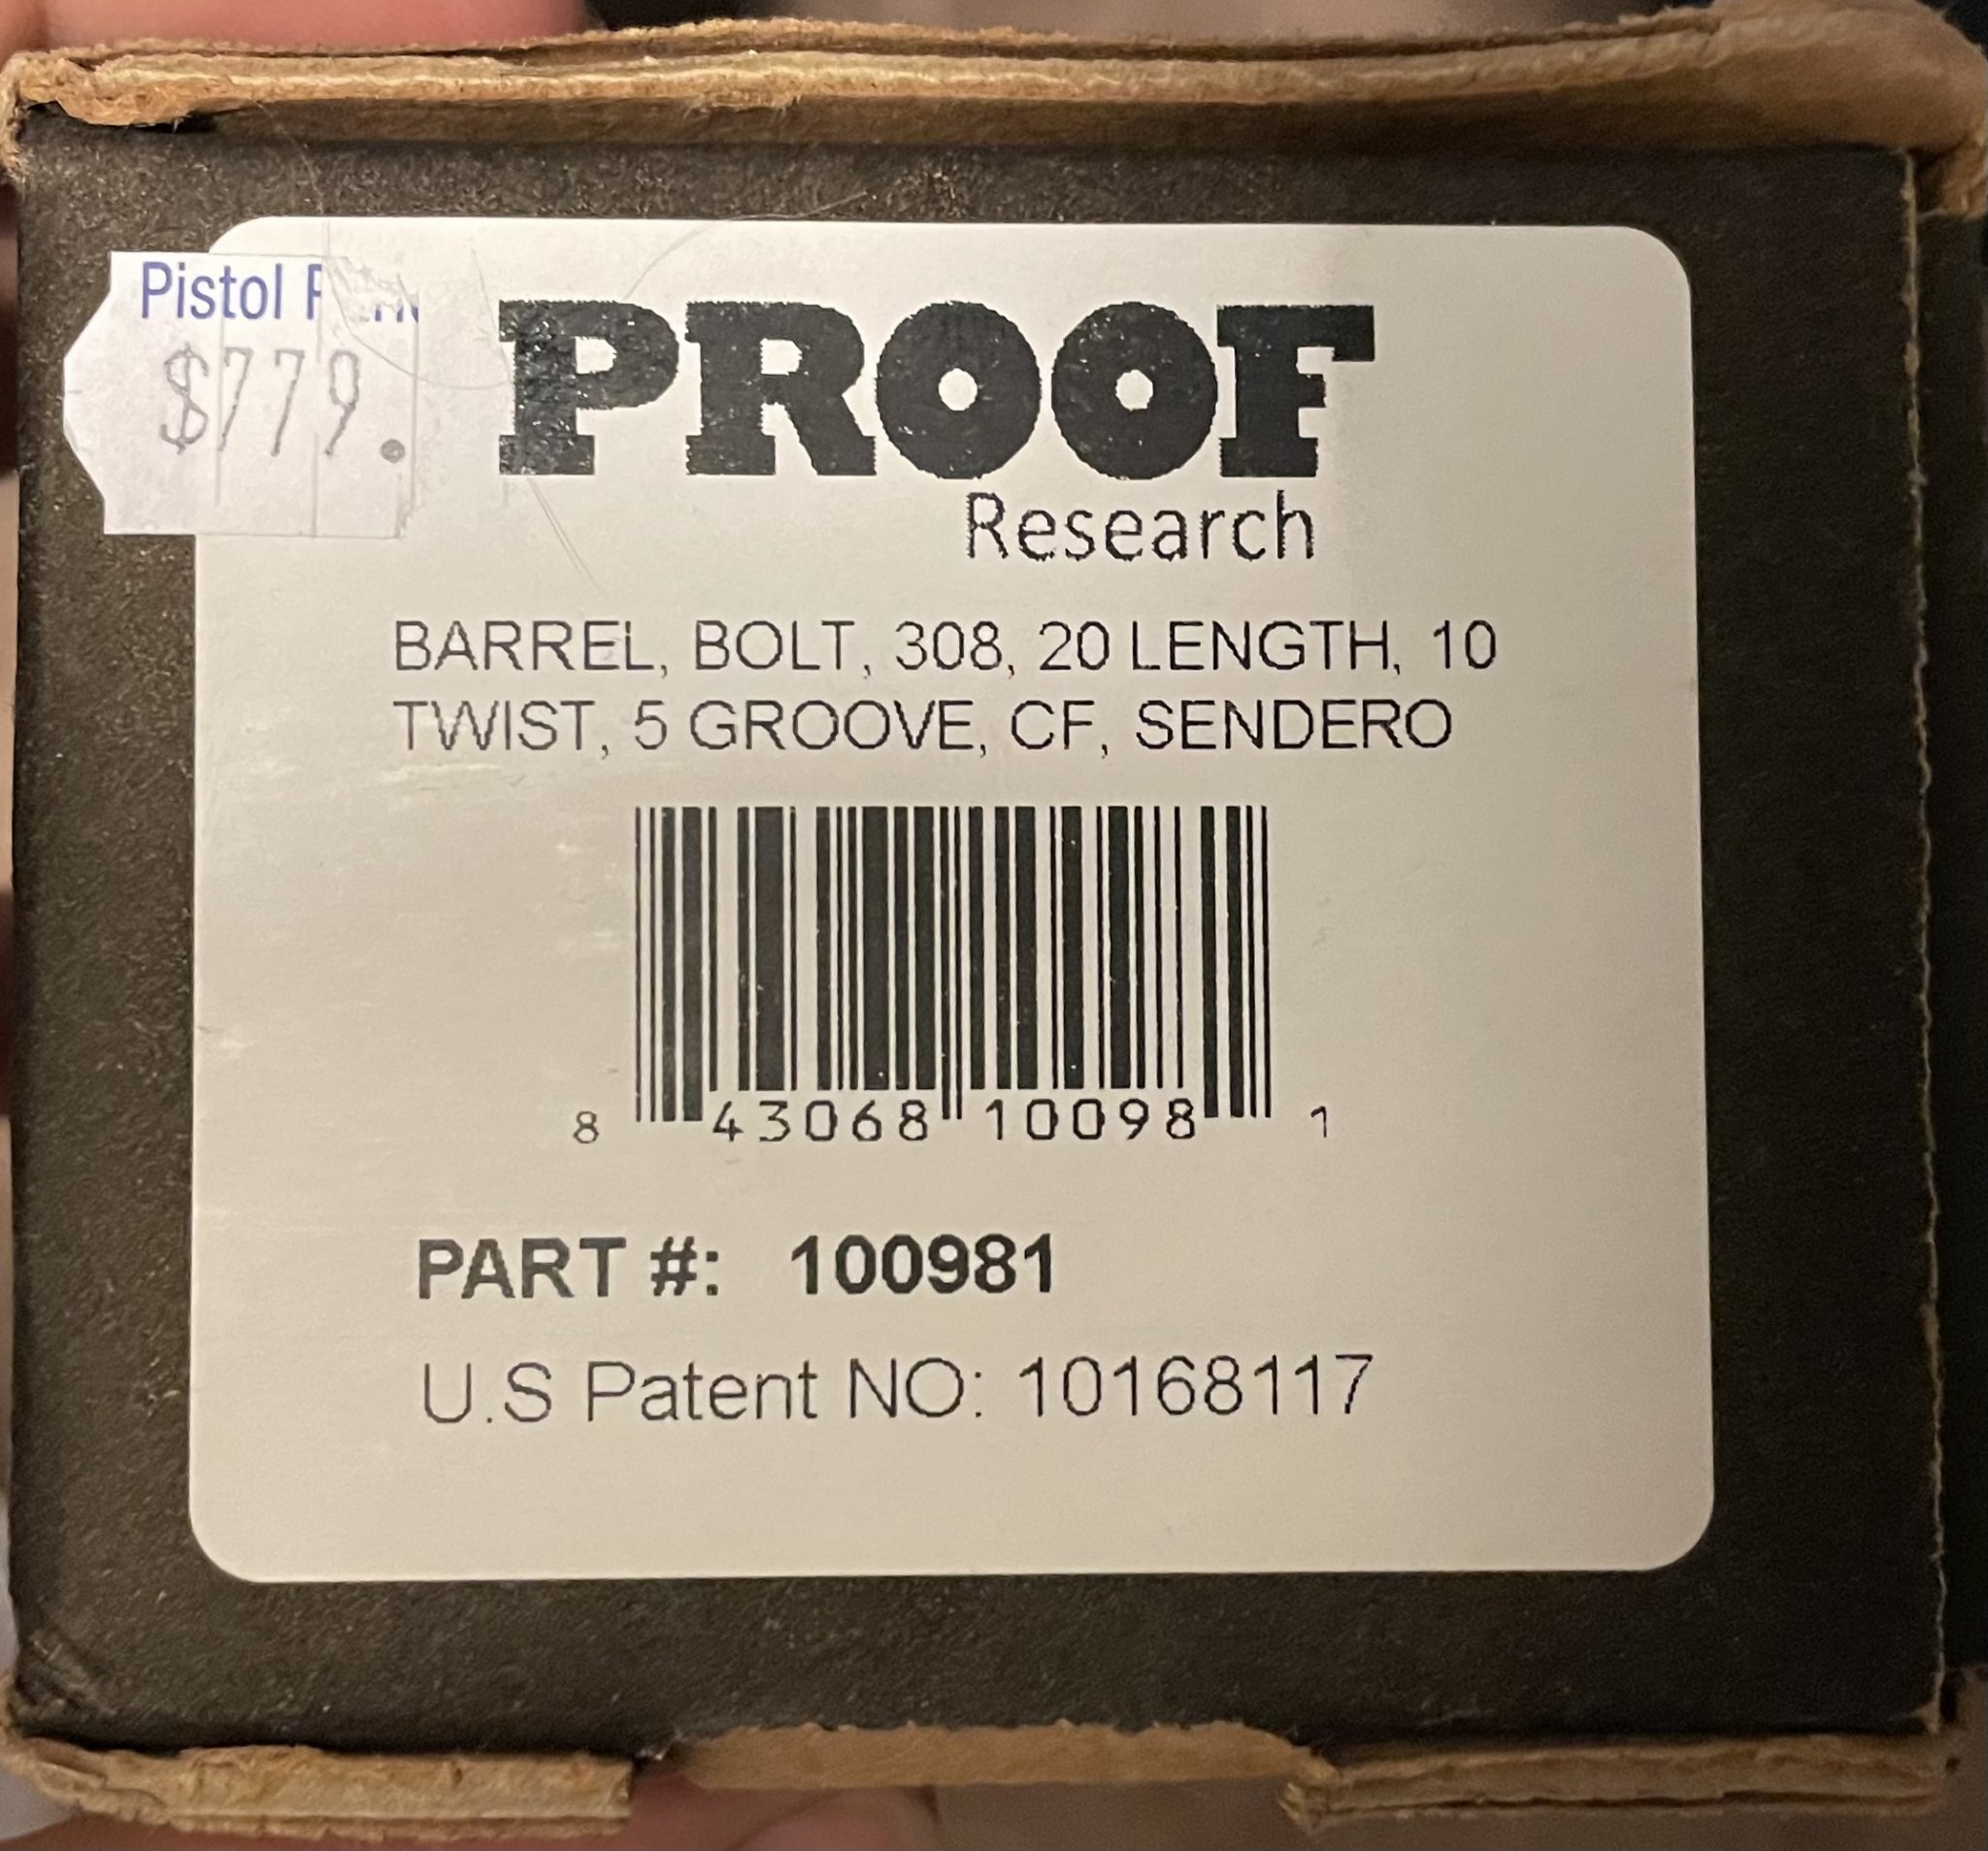 Pistol
$779.
PROOF
Research
BARREL, BOLT, 308, 20 LENGTH, 10
TWIST, 5 GROOVE, CF, SENDERO
8 43068 10098 1
PART #: 100981
U.S Patent NO: 10168117